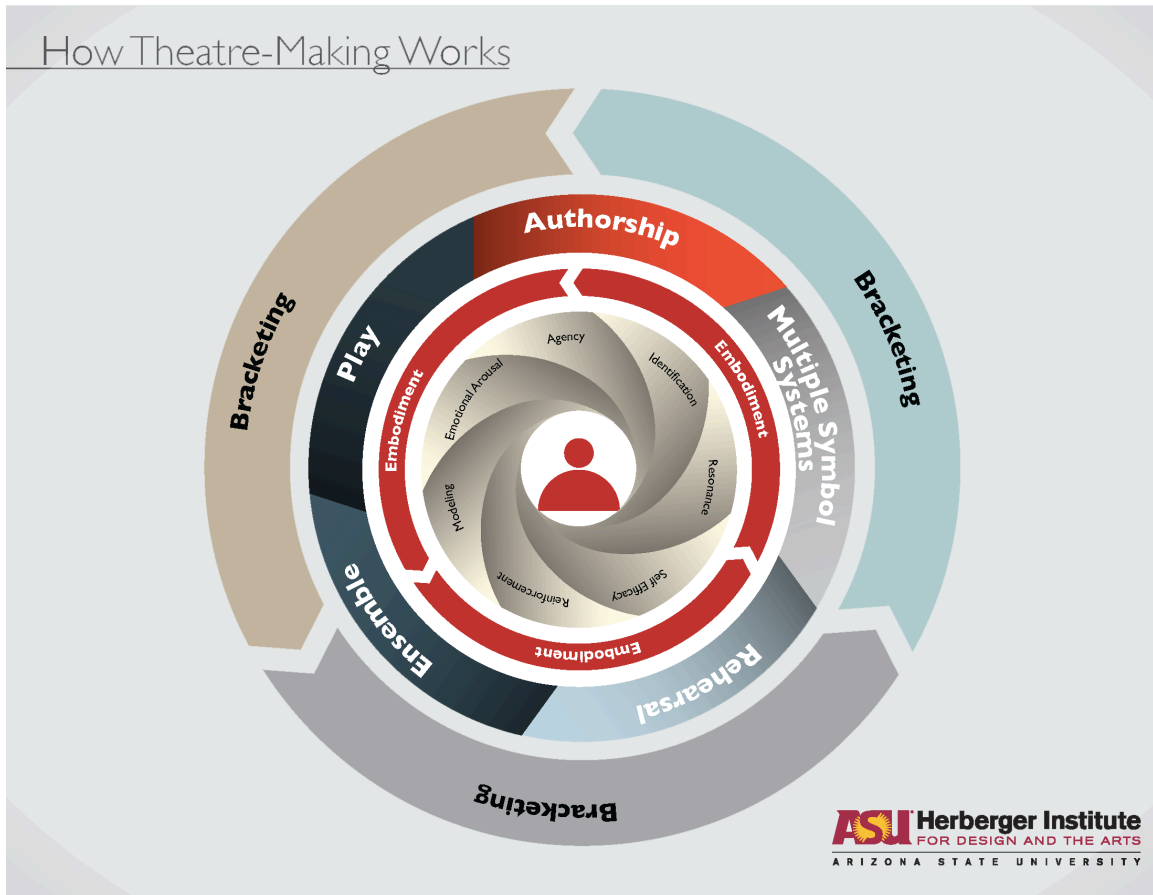 How Theatre-Making Works
Bracketing
Bracketing
Bracketing
Authorship
Multiple Symbol
Systems
Rehearsal
Ensemble
Play
Embodiment
Embodiment
Embodiment
Agency
Identification
Resonance
Self Efficacy
Reinforcement
Modeling
Emotional Arousal
ASU Herberger Institute
FOR DESIGN AND THE ARTS
ARIZONA STATE UNIVERSITY